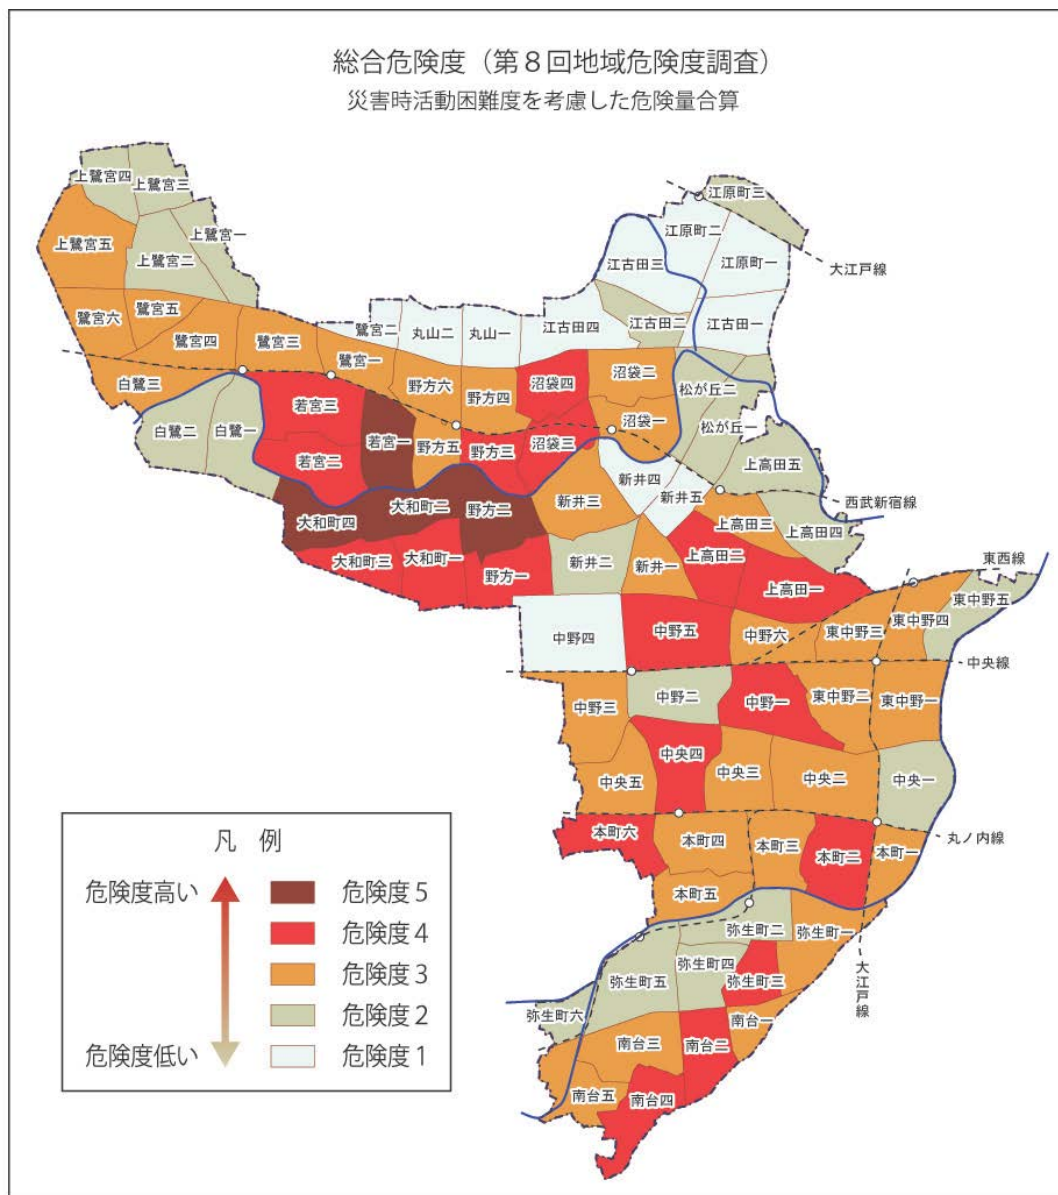 総合危険度（第８回地域危険度調査）
災害時活動困難度を考慮した危険量合算
上鷺宮四
上鷺宮三
上鷺宮一
上鷺宮五
上鷺宮二
江原町三
江原町二
江古田三
江原町一
大江戸線
鷺宮六
鷺宮五
鷺宮四
鷺宮三
鷺宮二
鷺宮一
丸山二
丸山一
江古田四
江古田二
江古田一
白鷺三
白鷺二
白鷺一
若宮三
若宮二
若宮一
野方六
野方五
野方四
野方三
沼袋四
沼袋三
沼袋二
沼袋一
松が丘二
松が丘一
上高田五
西武新宿線
大和町四
大和町二
野方二
新井三
新井四
新井五
上高田三
上高田四
大和町三
大和町一
野方一
新井二
新井一
上高田二
上高田一
東西線
中野四
中野五
中野六
東中野三
東中野四
東中野五
中央線
中野三
中野二
中野一
東中野二
東中野一
中央五
中央四
中央三
中央二
中央一
丸ノ内線
本町六
本町四
本町五
本町三
本町二
本町一
弥生町二
弥生町一
弥生町五
弥生町四
弥生町三
弥生町六
大江戸線
南台三
南台二
南台一
南台五
南台四
凡 例
危険度高い
危険度５
危険度４
危険度３
危険度２
危険度低い
危険度１